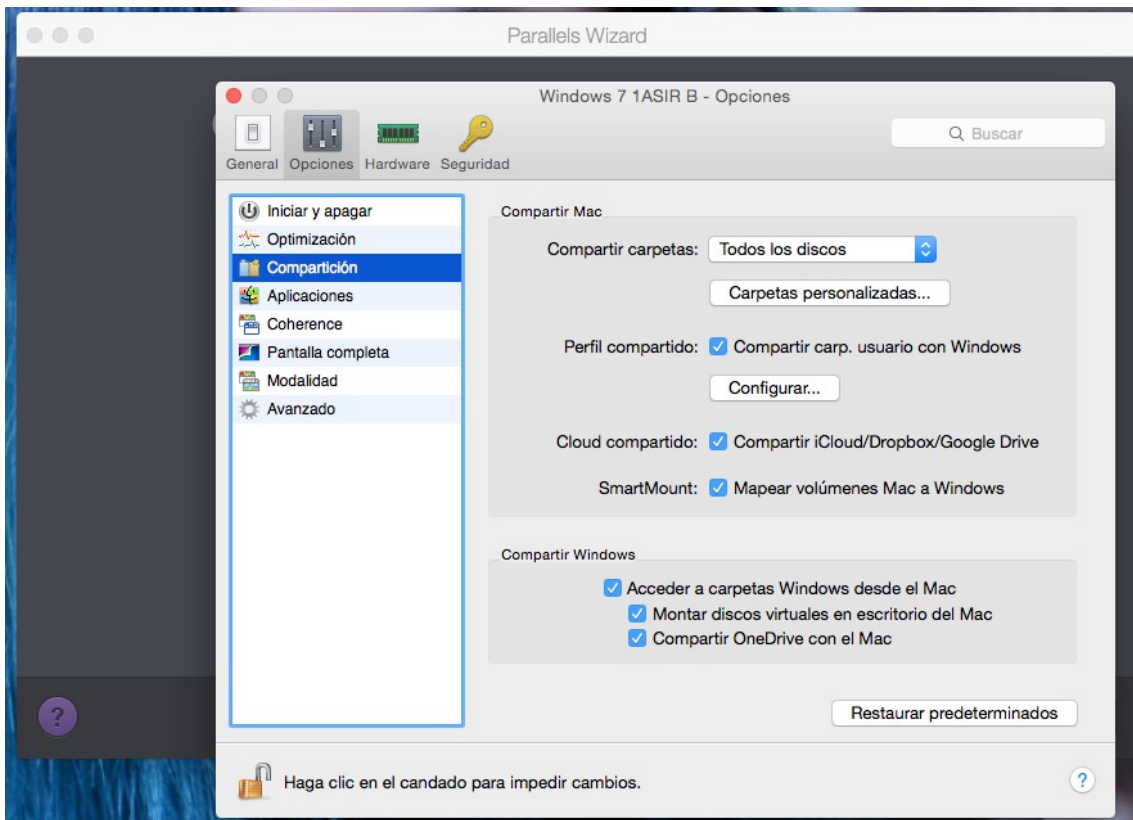 Parallels Wizard
Windows 7 1ASIR B - Opciones
General Opciones Hardware Seguridad
Buscar
Iniciar y apagar
Optimización
Compartición
Aplicaciones
Coherence
Pantalla completa
Modalidad
Avanzado
Compartir Mac
Compartir carpetas: Todos los discos
Carpetas personalizadas...
Perfil compartido: Compartir carp. usuario con Windows
Configurar...
Cloud compartido: Compartir iCloud/Dropbox/Google Drive
SmartMount: Mapear volúmenes Mac a Windows
Compartir Windows
Acceder a carpetas Windows desde el Mac
Montar discos virtuales en escritorio del Mac
Compartir OneDrive con el Mac
Restaurar predeterminados
?
Haga clic en el candado para impedir cambios.
?